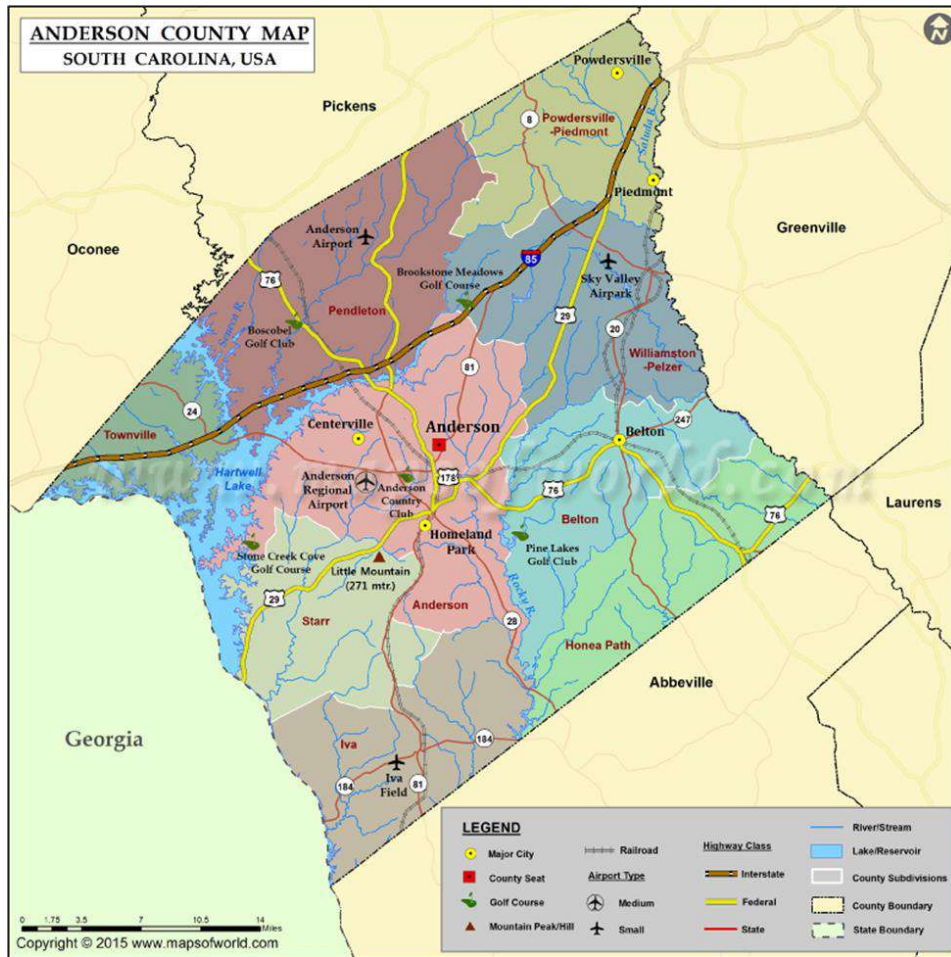 ANDERSON COUNTY MAP
SOUTH CAROLINA, USA
N
Powdersville
Pickens
8
Powdersville
-Piedmont
Saluda R.
Piedmont
Greenville
Anderson
Airport
Oconee
85
Sky Valley
Airpark
Brookstone Meadows
Golf Course
76
Seneca R.
Pendleton
29
20
Boscobel
Golf Club
Williamston
-Pelzer
81
24
Townville
247
Centerville
Anderson
Belton
Hartwell
Lake
Anderson
Regional
Airport
Anderson
Country
Club
178
76
76
Laurens
Belton
Homeland
Park
Pine Lakes
Golf Club
Stone Creek Cove
Golf Course
Little Mountain
(271 mtr.)
Rocky R.
29
Anderson
Starr
28
Honea Path
Abbeville
Georgia
Iva
184
Iva
Field
184
81
LEGEND
Major City
County Seat
Golf Course
Mountain Peak/Hill
Railroad
Airport Type
Medium
Small
Highway Class
Interstate
Federal
State
River/Stream
Lake/Reservoir
County Subdivisions
County Boundary
State Boundary
0 1.75 3.5 7 10.5 14
Miles
Copyright © 2015 www.mapsofworld.com